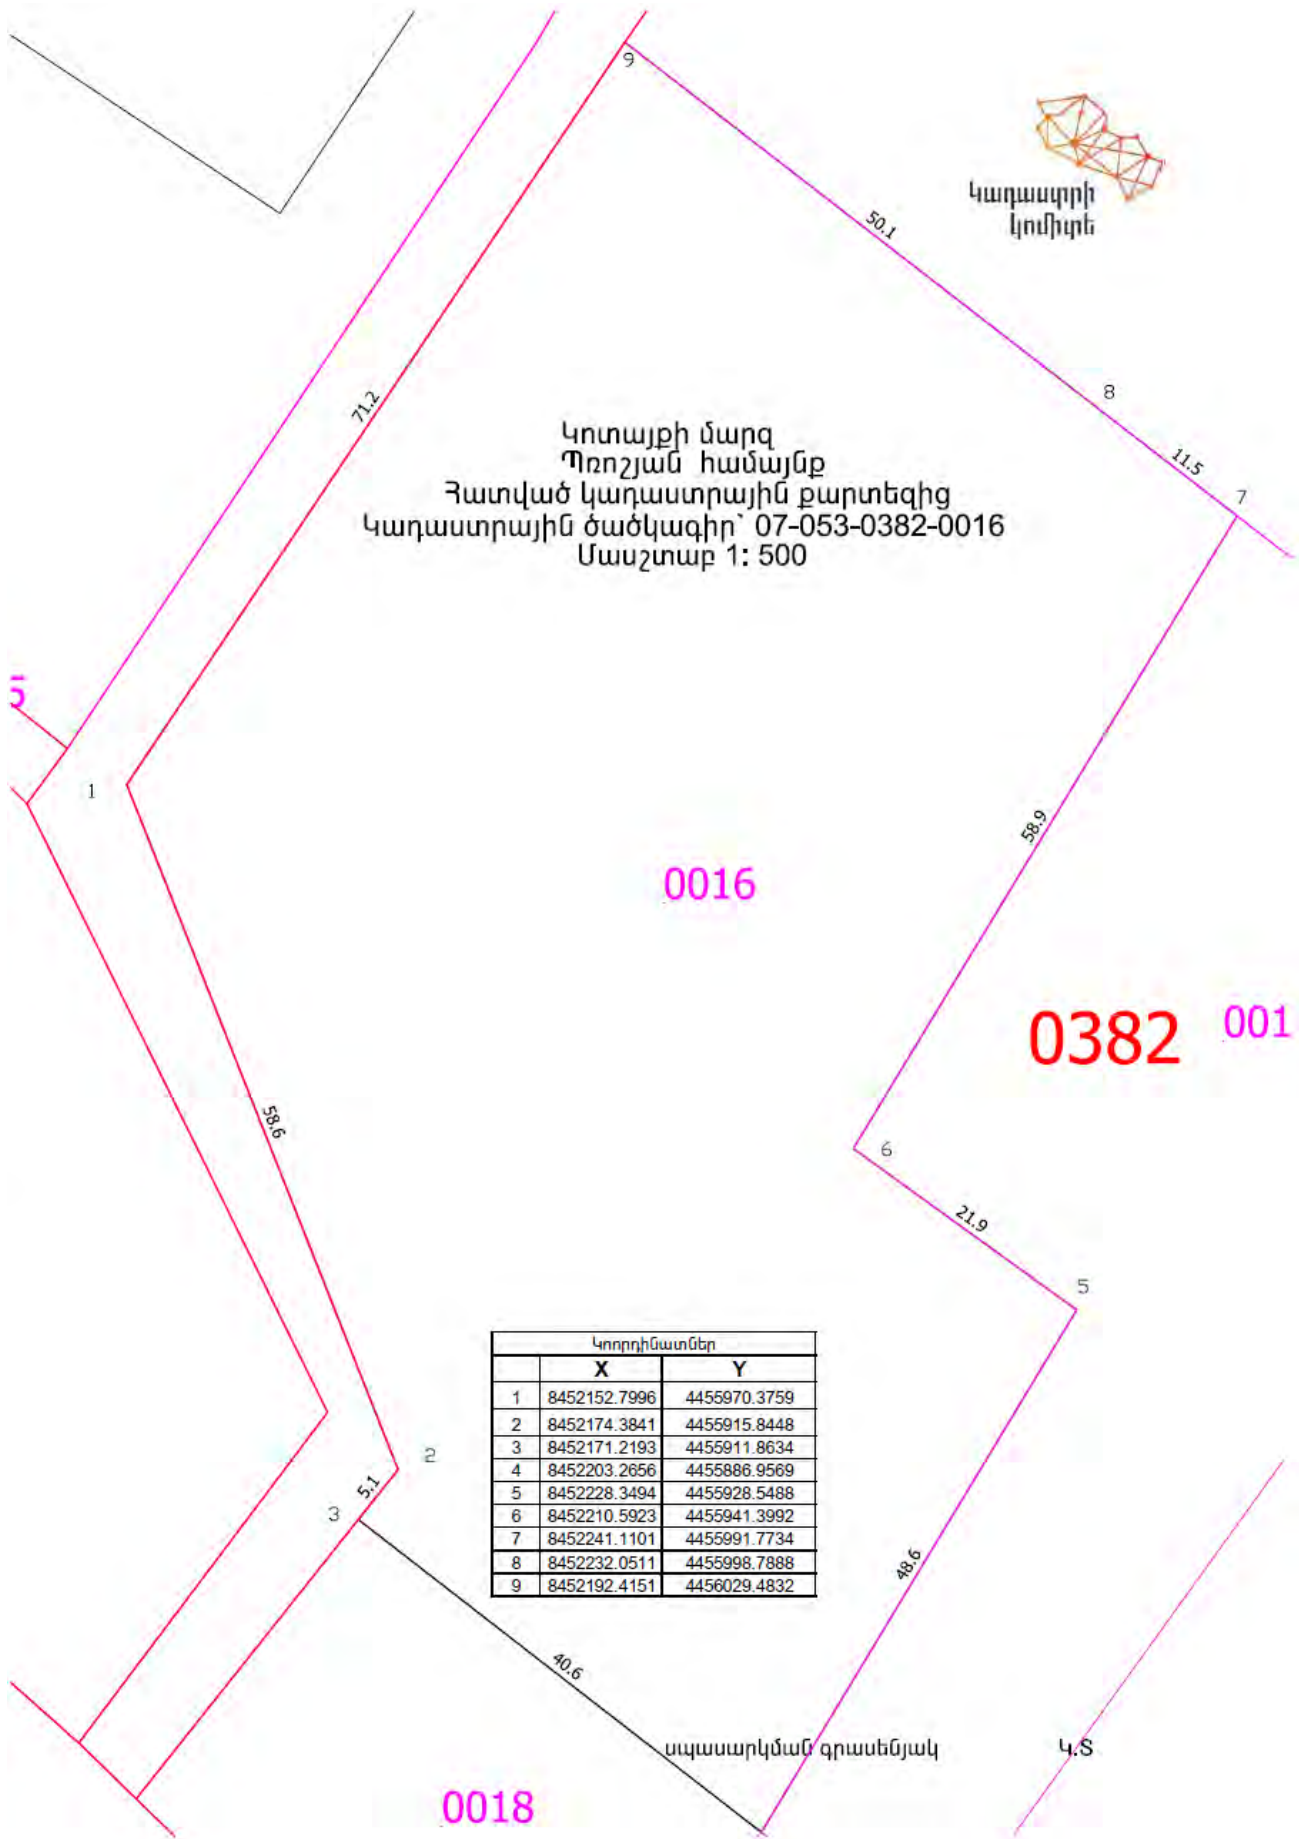 9
Կադաստրի
կոմիտե
50.1
8
71.2
11.5
7
Կոտայքի մարզ
Պռոշյան համայնք
Հատված կադաստրային քարտեզից
Կադաստրային ծածկագիր՝ 07-053-0382-0016
Մասշտաբ 1: 500
5
1
58.9
0016
0382
001
58.6
6
21.9
5
Կոորդինատներ
X Y
1 8452152.7996 4455970.3759
2 8452174.3841 4455915.8448
3 8452171.2193 4455911.8634
4 8452203.2656 4455886.9569
5 8452228.3494 4455928.5488
6 8452210.5923 4455941.3992
7 8452241.1101 4455991.7734
8 8452232.0511 4455998.7888
9 8452192.4151 4456029.4832
2
5.1
3
48.6
40.6
սպասարկման գրասենյակ
Կ.Տ
0018